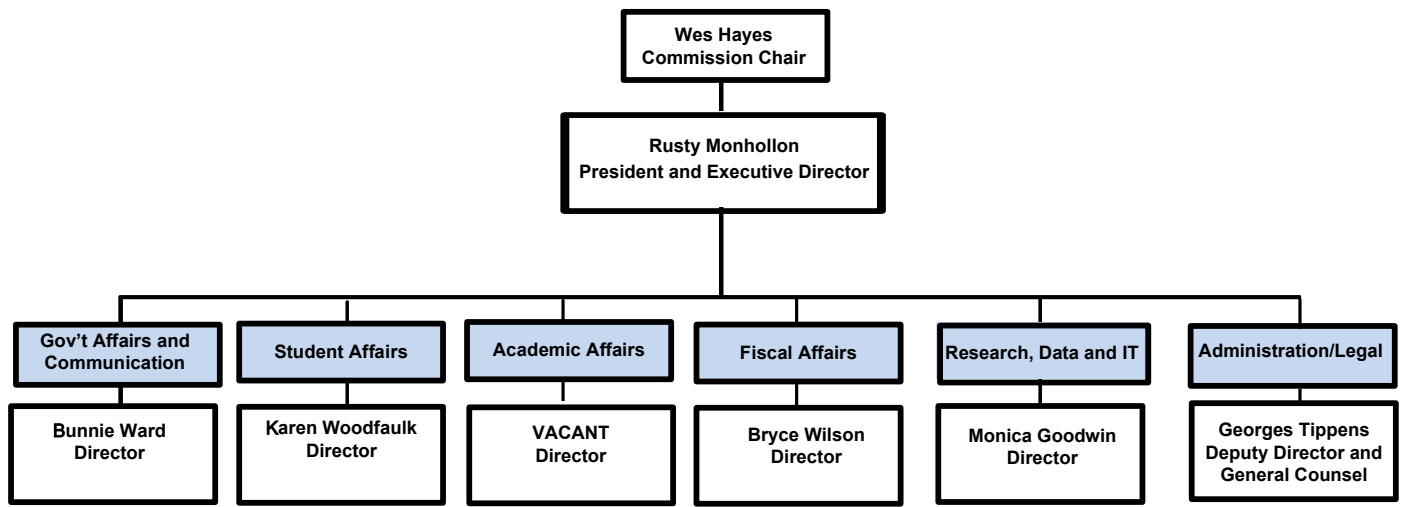 Wes Hayes
Commission Chair
Rusty Monhollon
President and Executive Director
Gov't Affairs and
Communication
Student Affairs
Academic Affairs
Fiscal Affairs
Research, Data and IT
Administration/Legal
Bunnie Ward
Director
Karen Woodfaulk
Director
VACANT
Director
Bryce Wilson
Director
Monica Goodwin
Director
Georges Tippens
Deputy Director and
General Counsel